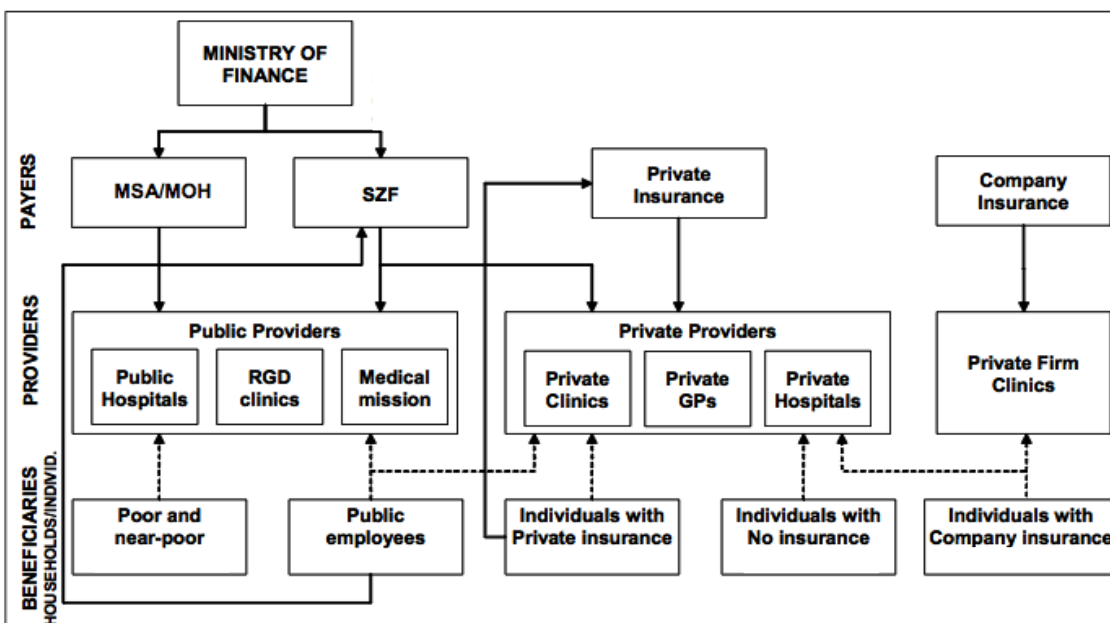 MINISTRY OF
FINANCE
PAYERS
MSA/MOH
SZF
Private
Insurance
Company
Insurance
PROVIDERS
Public Providers
Public
Hospitals
RGD
clinics
Medical
mission
Private Providers
Private
Clinics
Private
GPs
Private
Hospitals
Private Firm
Clinics
BENEFICIARIES
HOUSEHOLDS/INDIVID.
Poor and
near-poor
Public
employees
Individuals with
Private insurance
Individuals with
No insurance
Individuals with
Company insurance